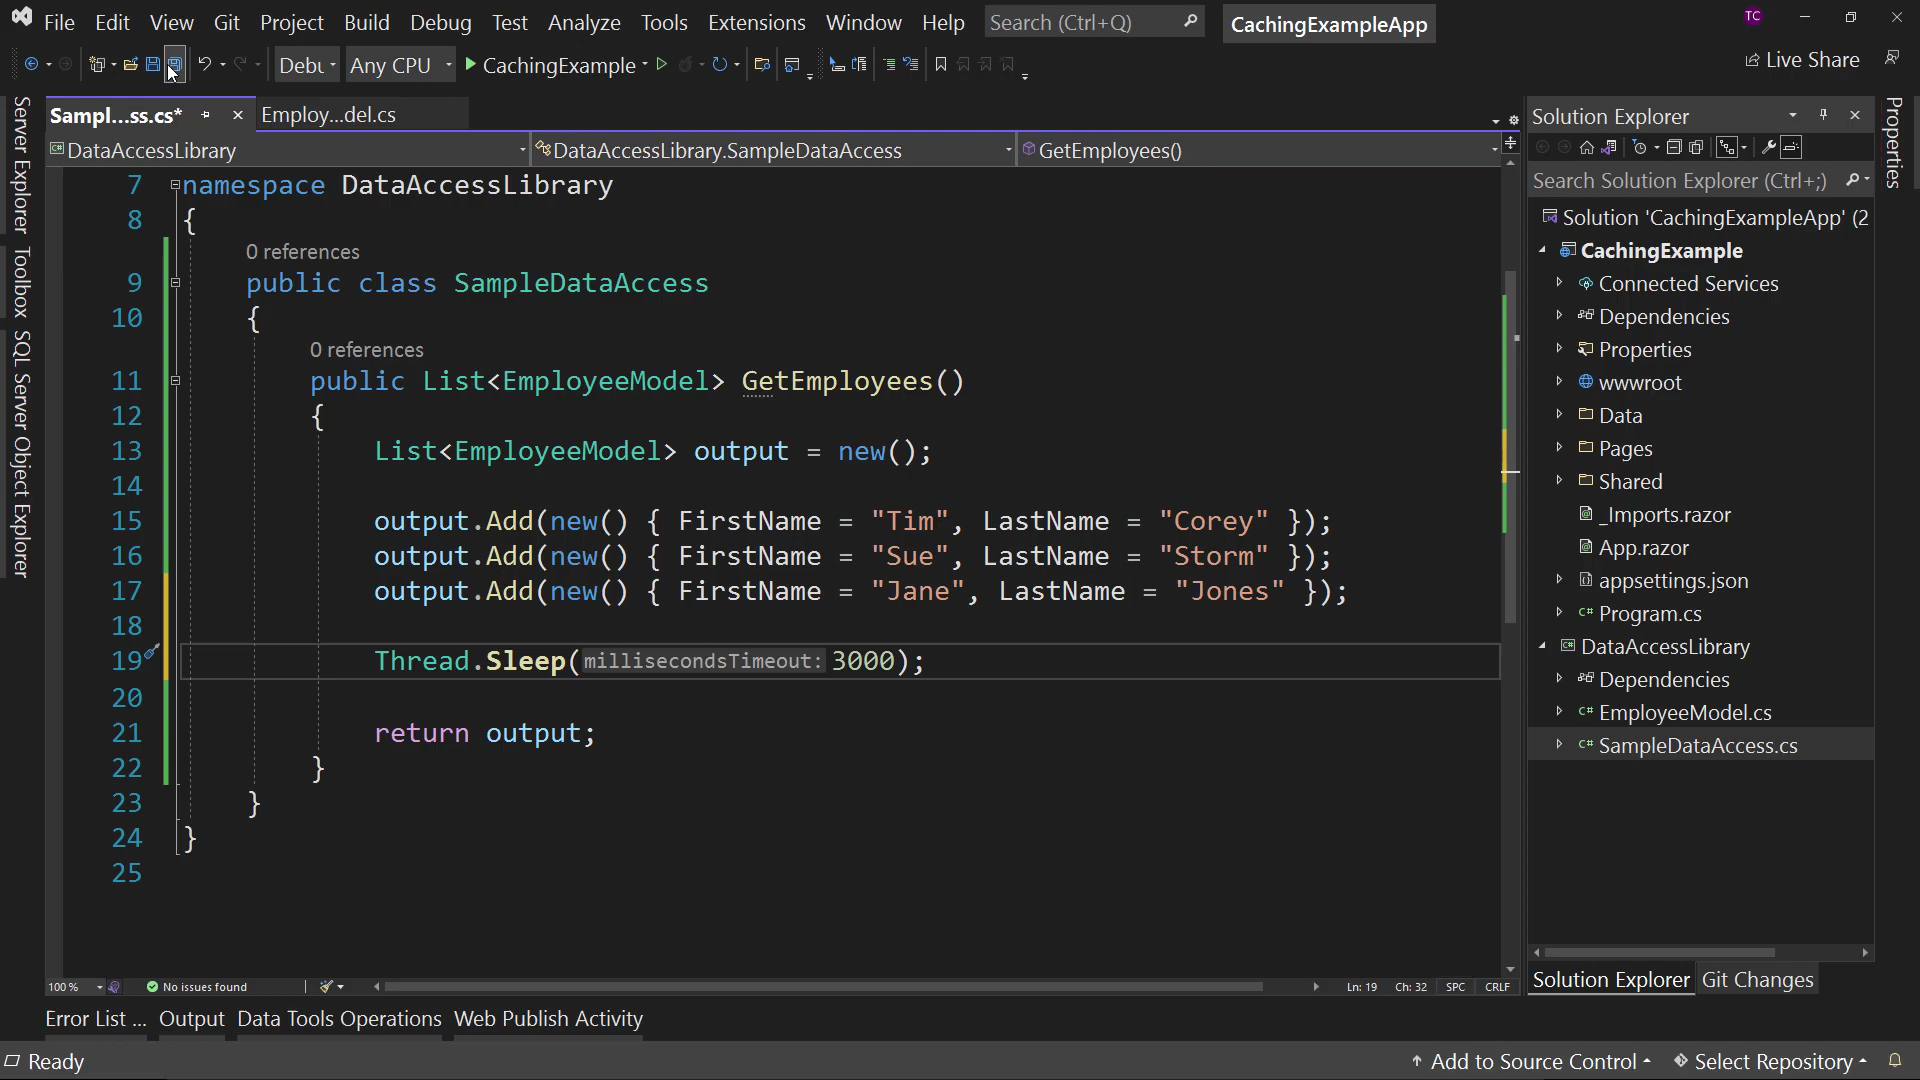 File Edit View Git Project Build Debug Test Analyze Tools Extensions Window Help Search (Ctrl+Q) CachingExampleApp TC
Debu Any CPU CachingExample Live Share
Sampl...ss.cs* Employ...del.cs
DataAccessLibrary DataAccessLibrary.SampleDataAccess GetEmployees()
7 namespace DataAccessLibrary
8 {
0 references
9 public class SampleDataAccess
10 {
0 references
11 public List<EmployeeModel> GetEmployees()
12 {
13 List<EmployeeModel> output = new();
14
15 output.Add(new() { FirstName = "Tim", LastName = "Corey" });
16 output.Add(new() { FirstName = "Sue", LastName = "Storm" });
17 output.Add(new() { FirstName = "Jane", LastName = "Jones" });
18
19 Thread.Sleep(millisecondsTimeout: 3000);
20
21 return output;
22 }
23 }
24 }
25
100 % No issues found Ln: 19 Ch: 32 SPC CRLF
Server Explorer
Toolbox
SQL Server Object Explorer
Solution Explorer
Search Solution Explorer (Ctrl+;)
Solution 'CachingExampleApp' (2
CachingExample
Connected Services
Dependencies
Properties
wwwroot
Data
Pages
Shared
_Imports.razor
App.razor
appsettings.json
Program.cs
DataAccessLibrary
Dependencies
EmployeeModel.cs
SampleDataAccess.cs
Solution Explorer Git Changes
Properties
Error List ... Output Data Tools Operations Web Publish Activity
Ready Add to Source Control Select Repository